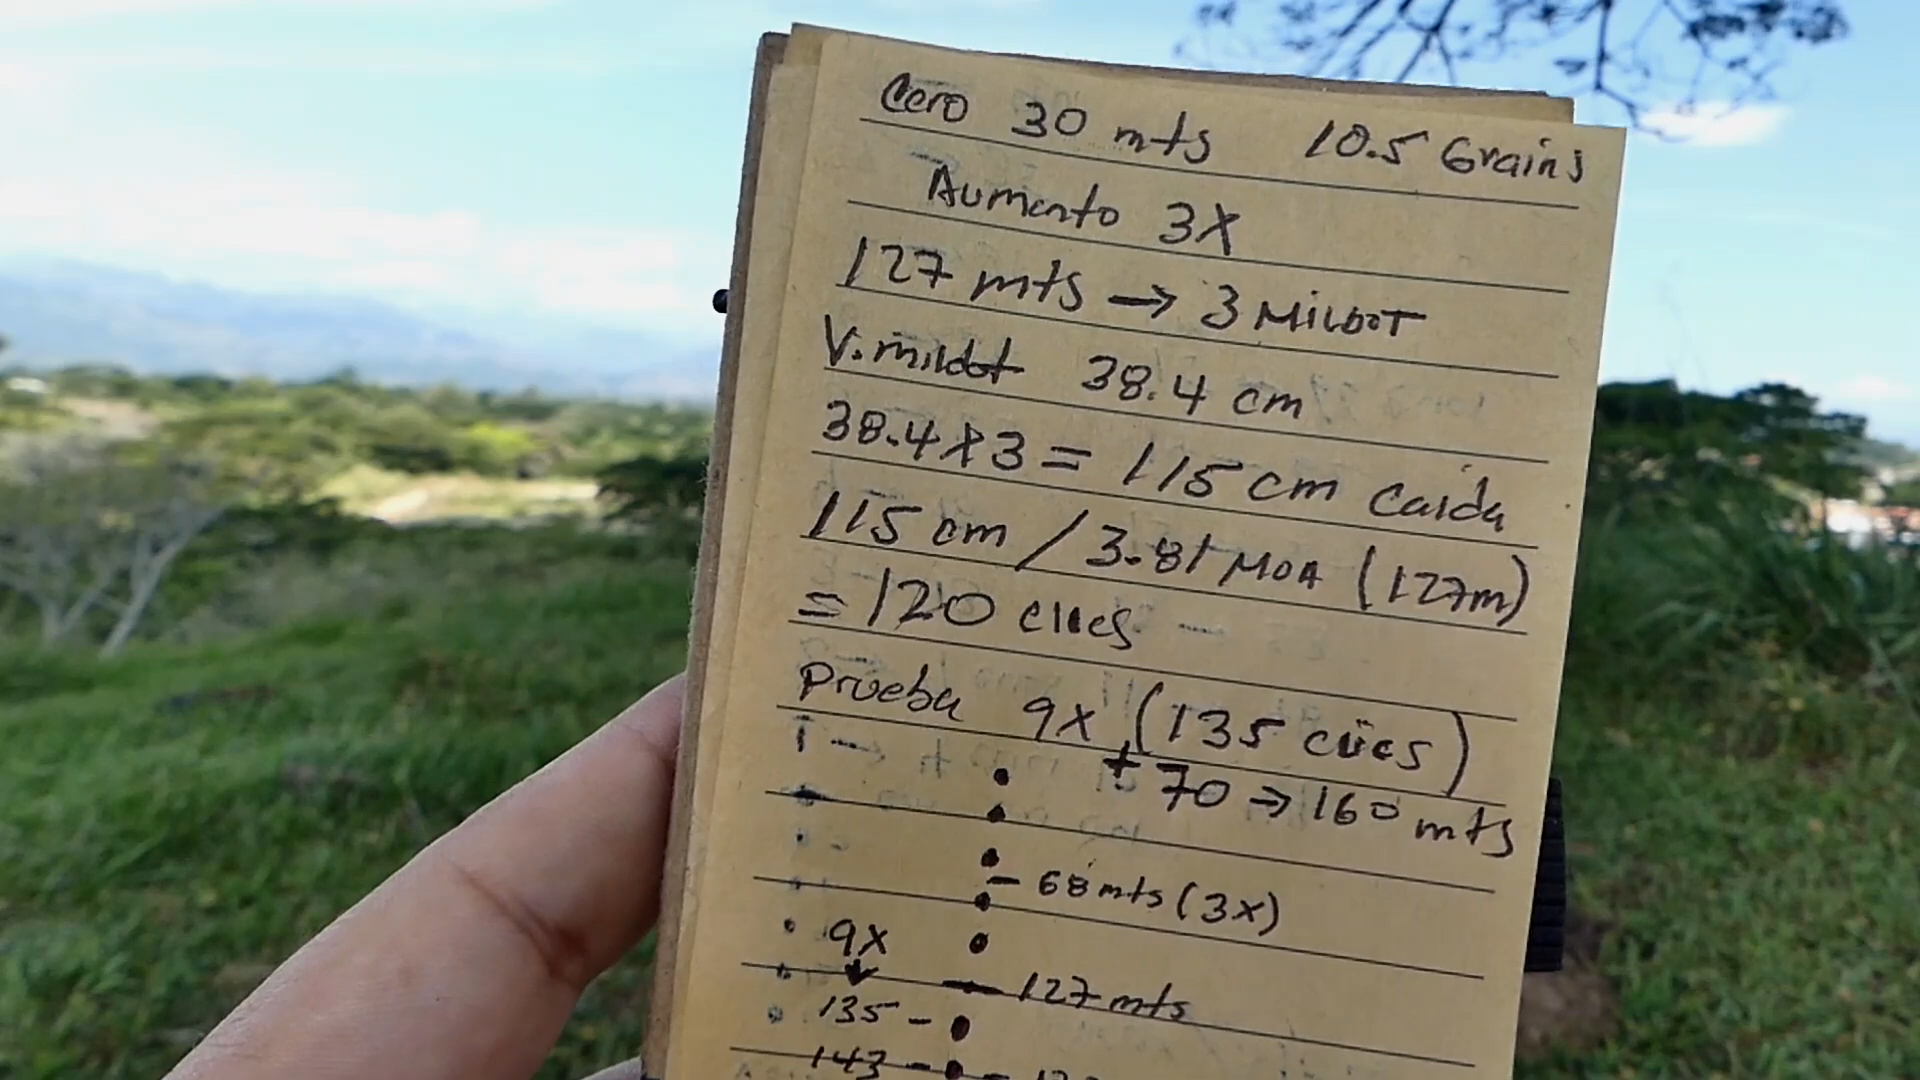 Cero 30 mts 10.5 Grains
Aumento 3X
127 mts → 3 MILDOT
V. mildot 38.4 cm
38.4 X 3 = 115 cm Caida
115 cm / 3.81 MOA (127m)
= 120 clics
Prueba 9X (135 clics)
+ 70 → 160 mts
- 68 mts (3X)
9X
127 mts
135 -
143 -